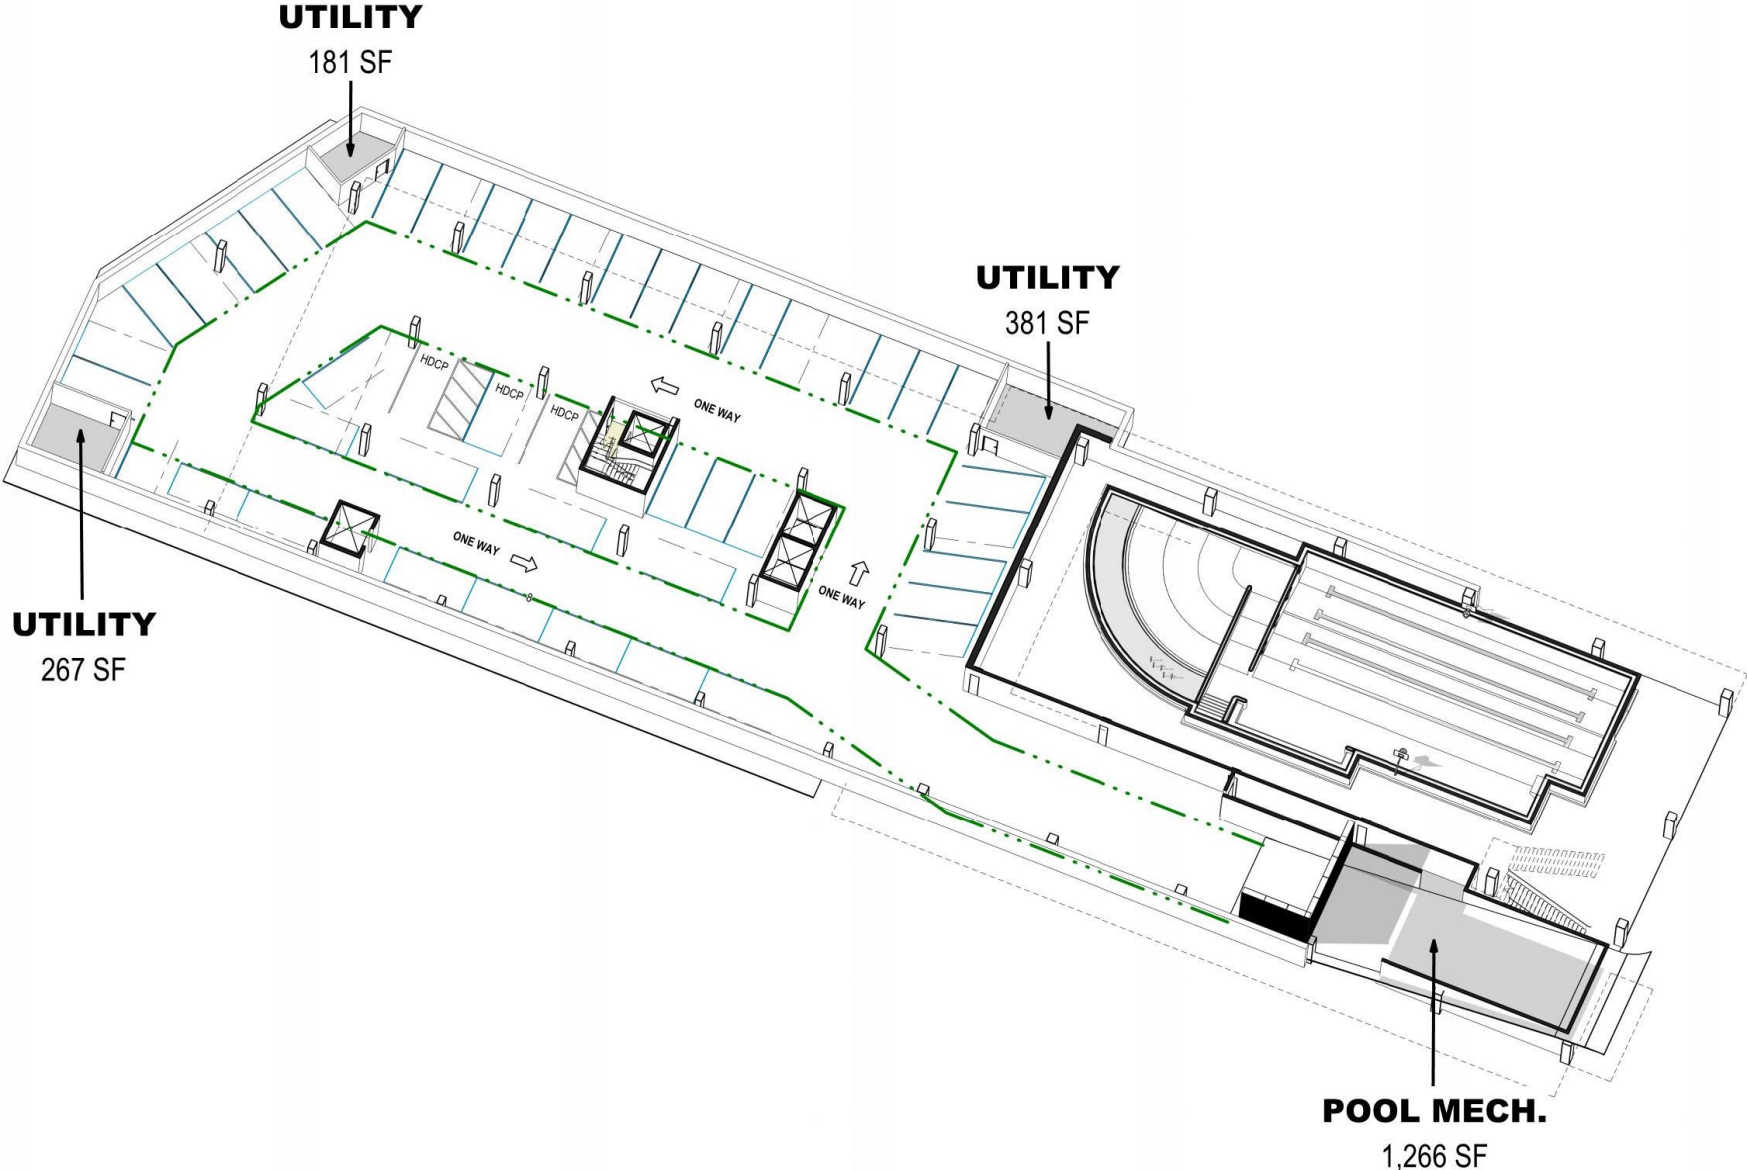 UTILITY
181 SF
UTILITY
381 SF
HDCP
HDCP
HDCP
ONE WAY
ONE WAY
ONE WAY
8
UTILITY
267 SF
POOL MECH.
1,266 SF